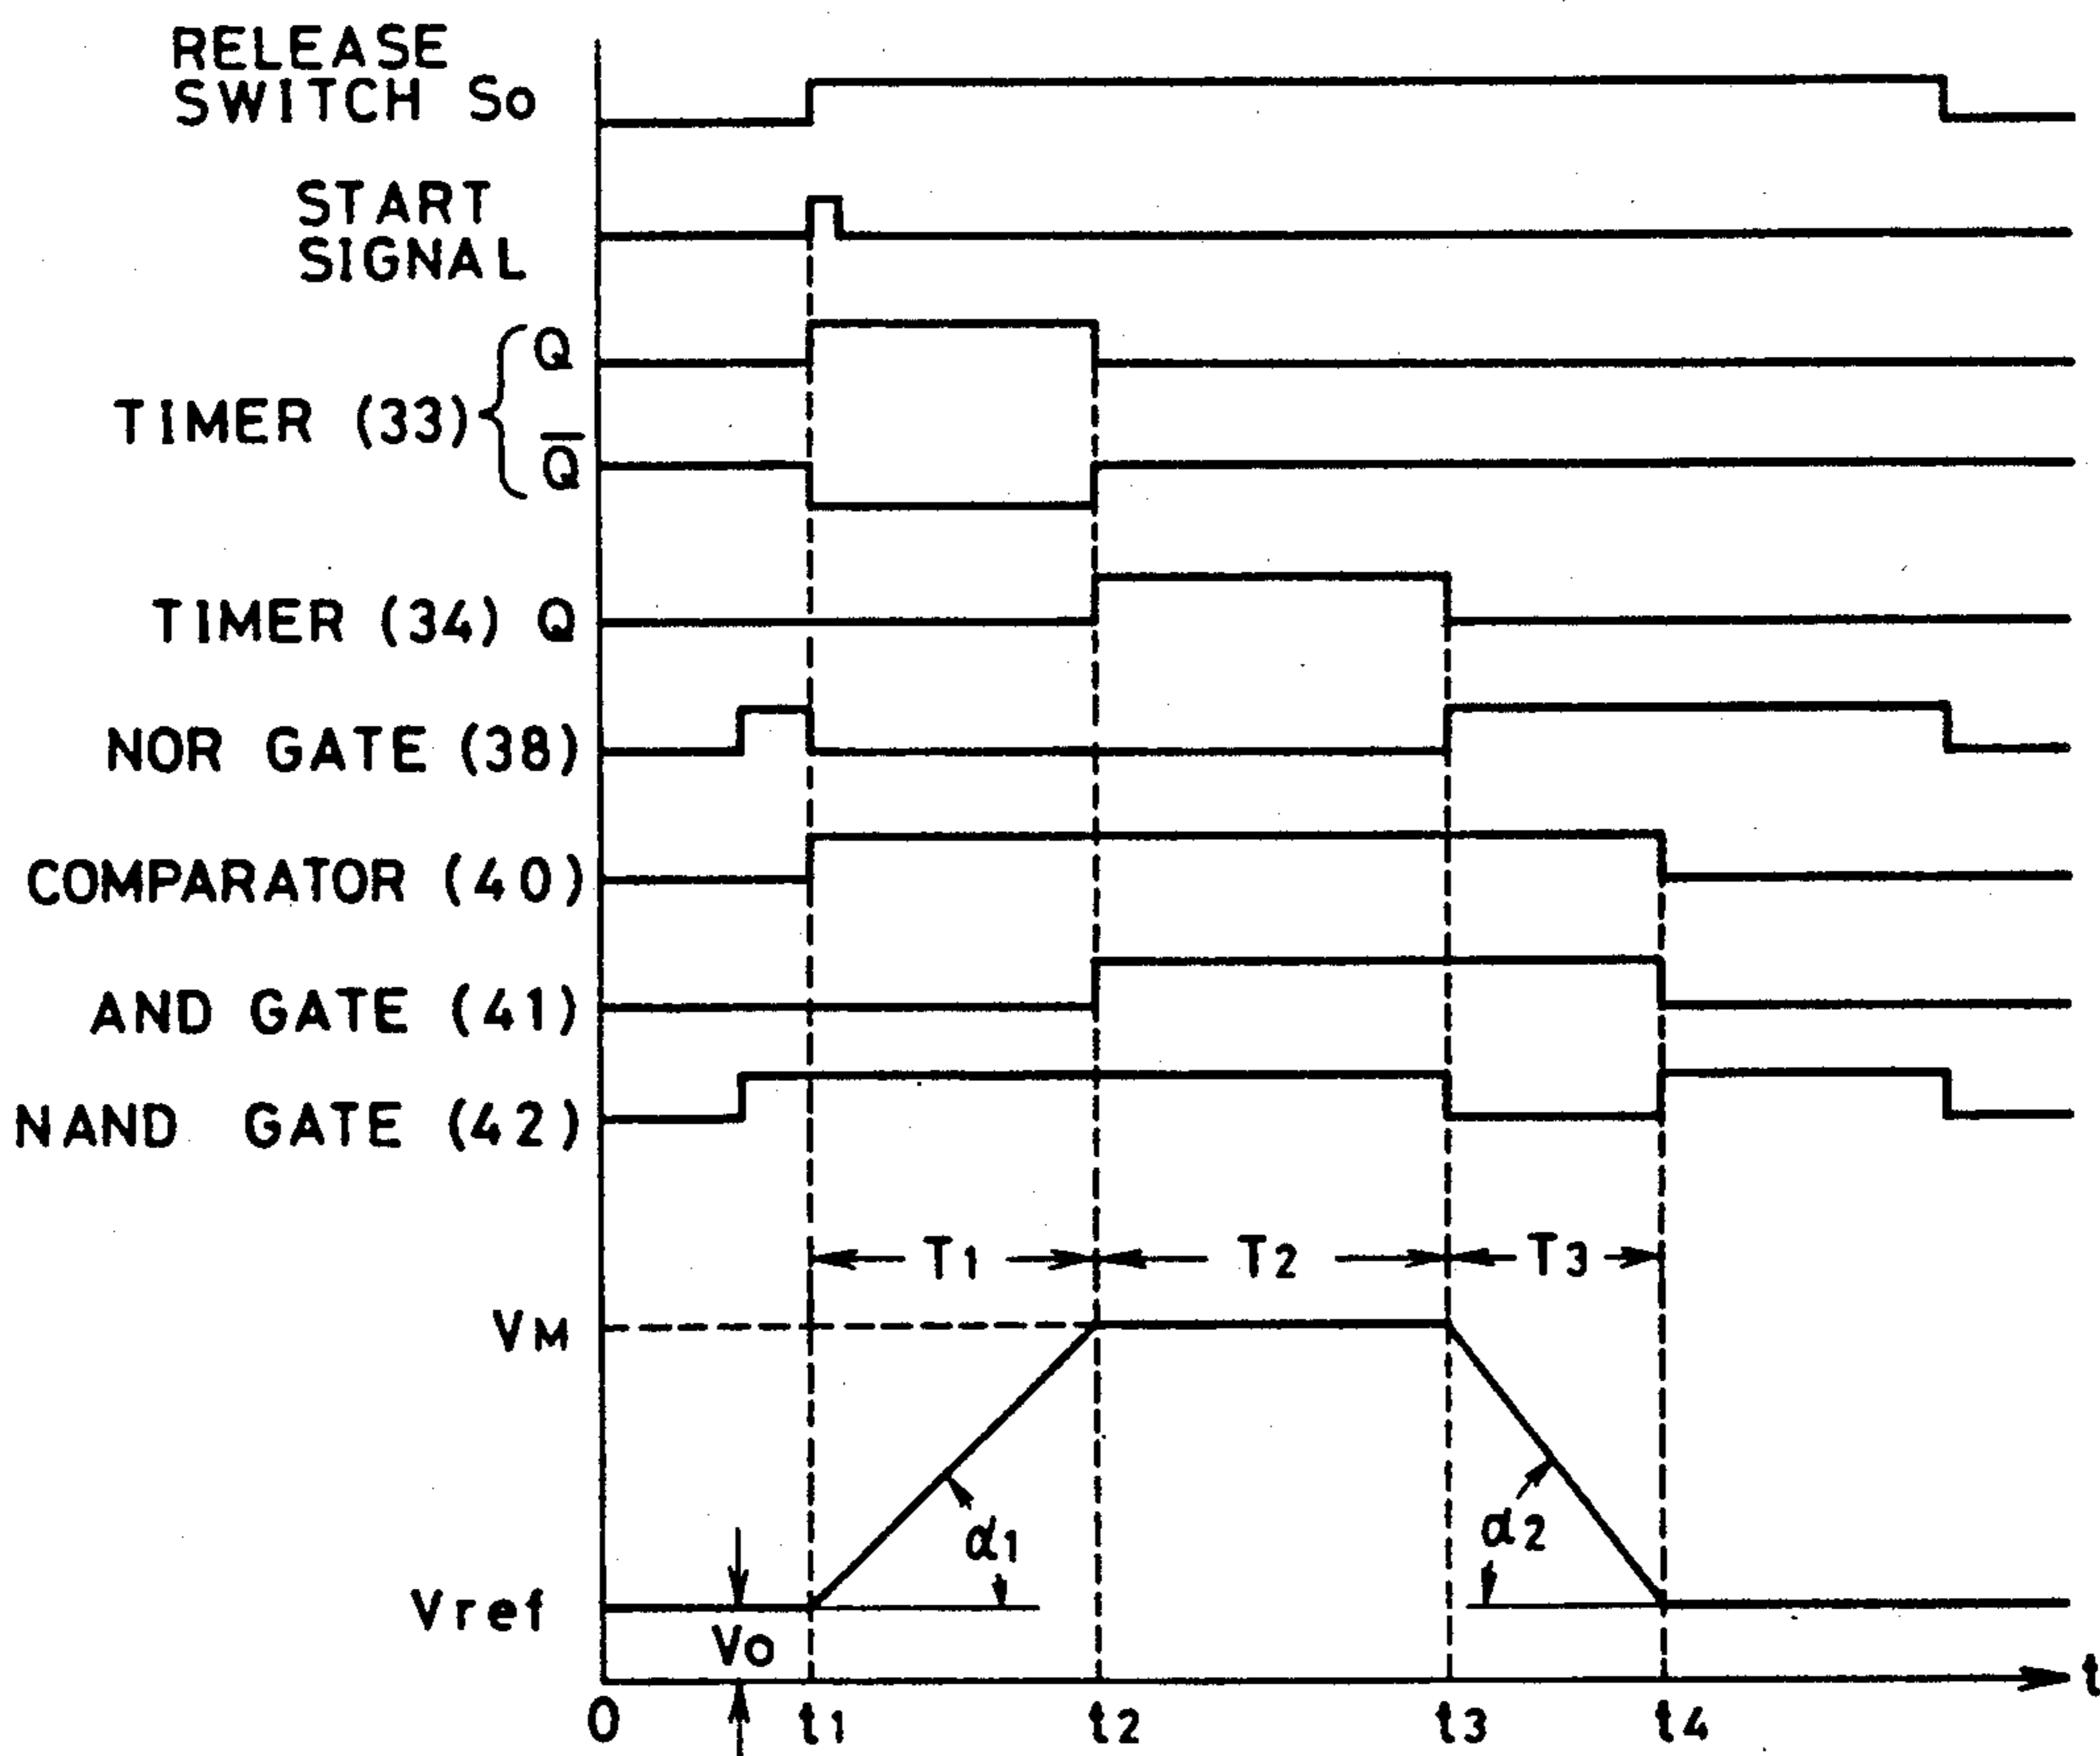 RELEASE
SWITCH So
START
SIGNAL
TIMER (33)
Q
Q̅
TIMER (34) Q
NOR GATE (38)
COMPARATOR (40)
AND GATE (41)
NAND GATE (42)
T1 T2 T3
VM
α1 α2
Vref
Vo
t
0 t1 t2 t3 t4